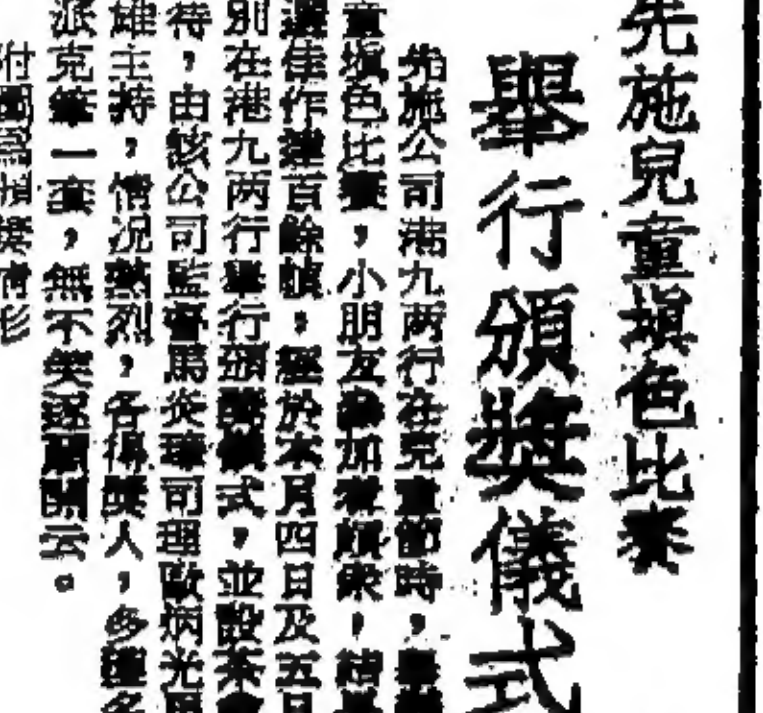 先施兒童填色比賽
舉行頒獎儀式
先施公司港九两行在兒童節時，舉
童填色比賽，小朋友參加者頗衆，結果
選佳作達百餘幀，經於本月四日及五日
別在港九两行舉行頒獎儀式，並設茶會
待，由該公司監督馬炎璋司理歐炳光
雄主持，情況熱烈，各得獎人，多
派克筆一套，無不笑逐顏開云。
附圖爲頒獎情形